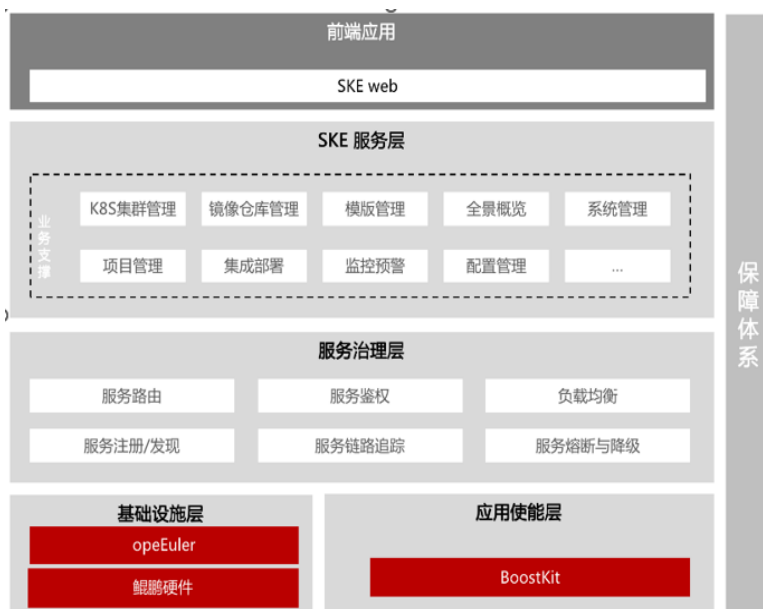 前端应用
SKE web
SKE 服务层
业务支撑
K8S集群管理 镜像仓库管理 模版管理 全景概览 系统管理
项目管理 集成部署 监控预警 配置管理 ...
服务治理层
服务路由 服务鉴权 负载均衡
服务注册/发现 服务链路追踪 服务熔断与降级
基础设施层
opeEuler
鲲鹏硬件
应用使能层
BoostKit
保障体系